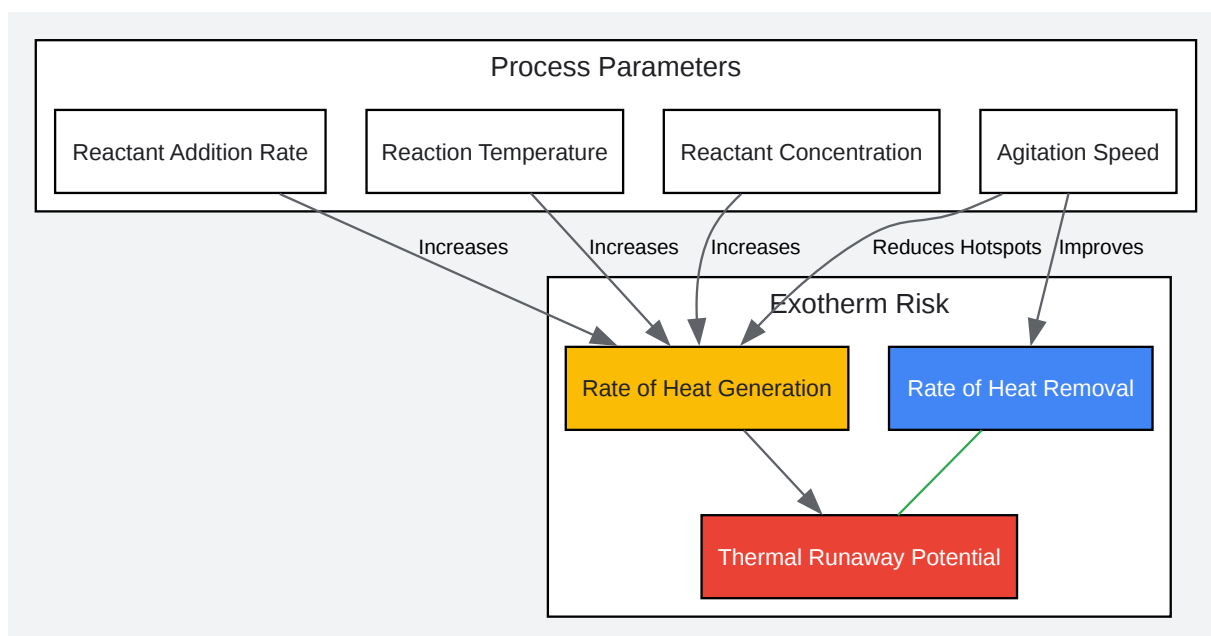 Process Parameters
Reactant Addition Rate
Reaction Temperature
Reactant Concentration
Agitation Speed
Increases
Increases
Increases
Reduces Hotspots
Improves
Exotherm Risk
Rate of Heat Generation
Rate of Heat Removal
Thermal Runaway Potential